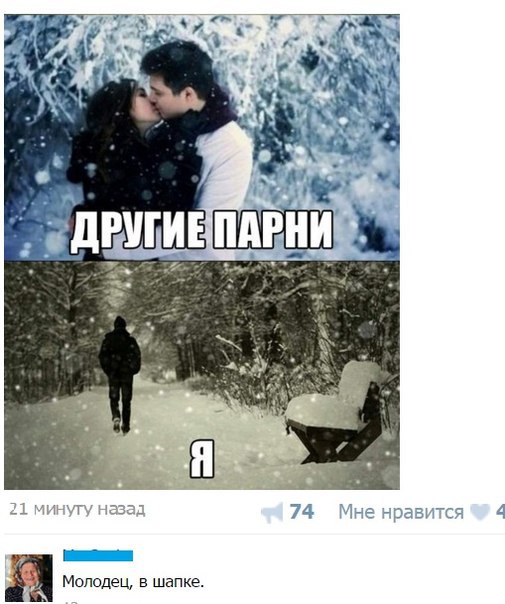 ДРУГИЕ ПАРНИ
Я
21 минуту назад
74 Мне нравится 4
Молодец, в шапке.